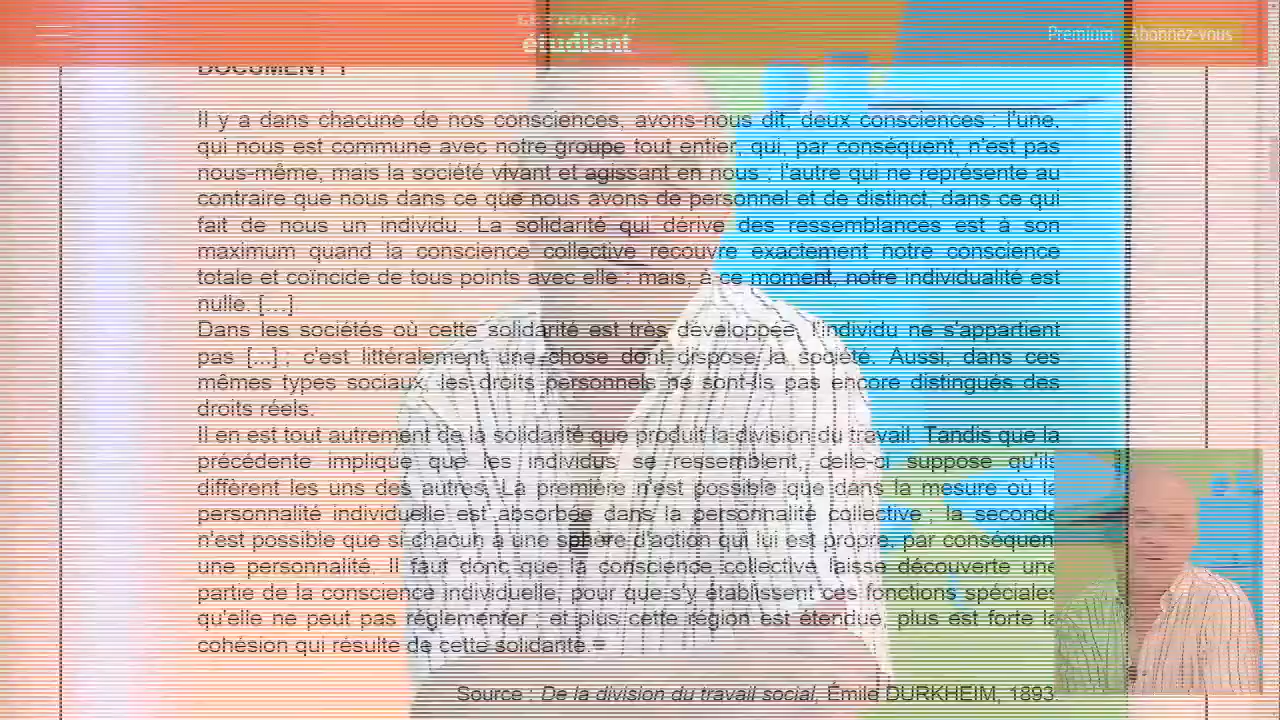 LE FIGARO.fr
étudiant
Premium
Abonnez-vous
DOCUMENT 1
Il y a dans chacune de nos consciences, avons-nous dit, deux consciences : l'une,
qui nous est commune avec notre groupe tout entier, qui, par conséquent, n'est pas
nous-même, mais la société vivant et agissant en nous ; l'autre qui ne représente au
contraire que nous dans ce que nous avons de personnel et de distinct, dans ce qui
fait de nous un individu. La solidarité qui dérive des ressemblances est à son
maximum quand la conscience collective recouvre exactement notre conscience
totale et coïncide de tous points avec elle : mais, à ce moment, notre individualité est
nulle. […]
Dans les sociétés où cette solidarité est très développée, l'individu ne s'appartient
pas […] ; c'est littéralement une chose dont dispose la société. Aussi, dans ces
mêmes types sociaux, les droits personnels ne sont-ils pas encore distingués des
droits réels.
Il en est tout autrement de la solidarité que produit la division du travail. Tandis que la
précédente implique que les individus se ressemblent, celle-ci suppose qu'ils
diffèrent les uns des autres. La première n'est possible que dans la mesure où la
personnalité individuelle est absorbée dans la personnalité collective ; la seconde
n'est possible que si chacun a une sphère d'action qui lui est propre, par conséquent
une personnalité. Il faut donc que la conscience collective laisse découverte une
partie de la conscience individuelle, pour que s'y établissent ces fonctions spéciales
qu'elle ne peut pas réglementer ; et plus cette région est étendue, plus est forte la
cohésion qui résulte de cette solidarité.
Source : De la division du travail social, Émile DURKHEIM, 1893.